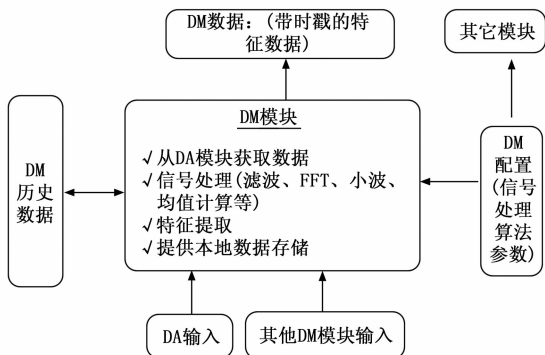 DM数据：(带时戳的特
征数据)
其它模块
DM
历史
数据
DM模块
√从DA模块获取数据
√信号处理(滤波、FFT、小波、
均值计算等)
√特征提取
√提供本地数据存储
DM
配置
(信号
处理
算法
参数)
DA输入
其他DM模块输入